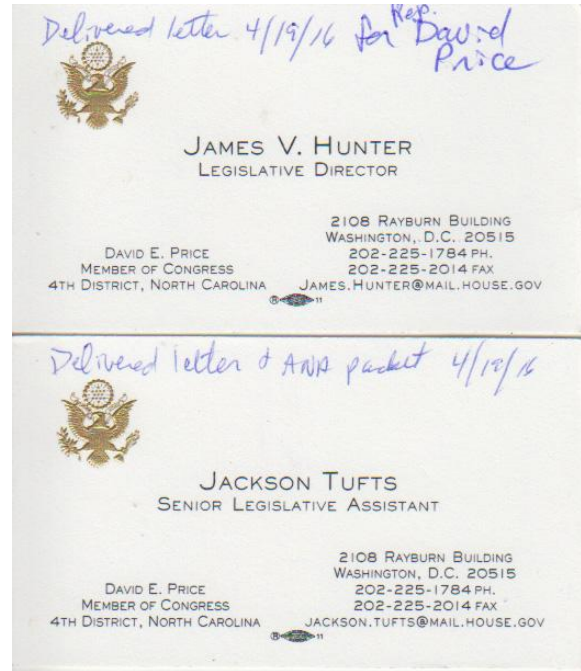 Delivered letter 4/19/16 for Rep. David
Price
JAMES V. HUNTER
LEGISLATIVE DIRECTOR
2108 RAYBURN BUILDING
WASHINGTON, D.C. 20515
DAVID E. PRICE 202-225-1784 PH.
MEMBER OF CONGRESS 202-225-2014 FAX
4TH DISTRICT, NORTH CAROLINA JAMES.HUNTER@MAIL.HOUSE.GOV
Delivered letter & ANA packet 4/19/16
JACKSON TUFTS
SENIOR LEGISLATIVE ASSISTANT
2108 RAYBURN BUILDING
WASHINGTON, D.C. 20515
DAVID E. PRICE 202-225-1784 PH.
MEMBER OF CONGRESS 202-225-2014 FAX
4TH DISTRICT, NORTH CAROLINA JACKSON.TUFTS@MAIL.HOUSE.GOV